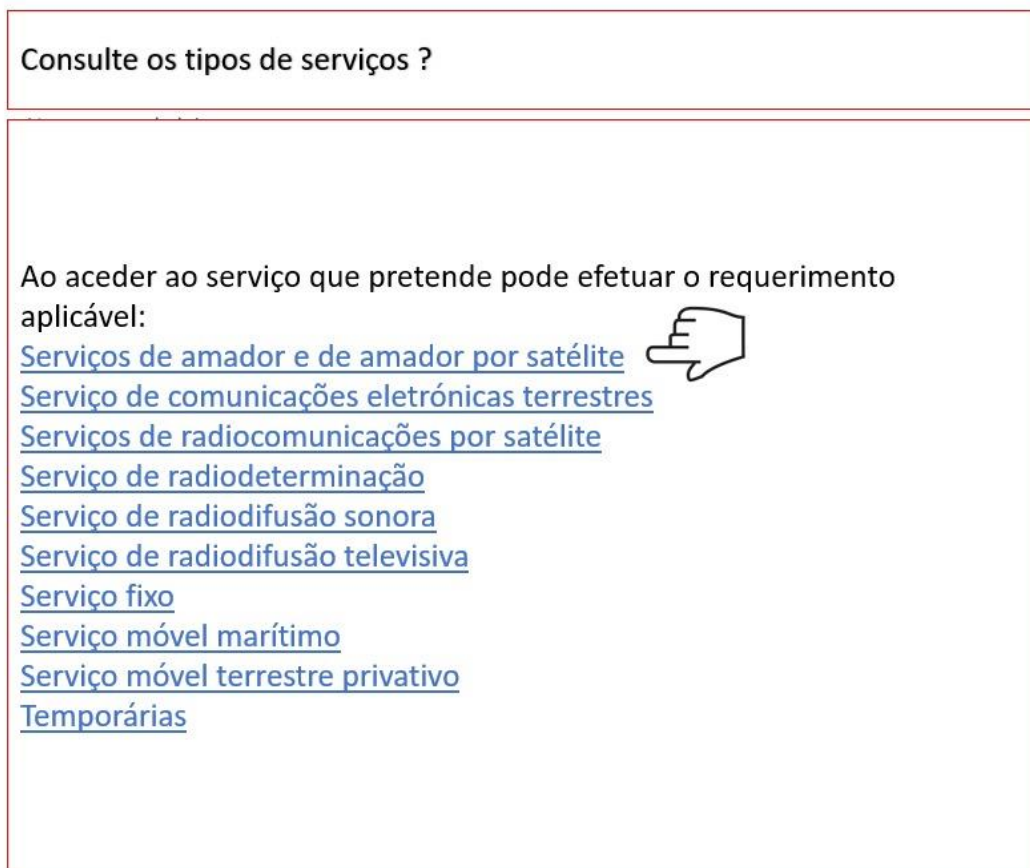 Consulte os tipos de serviços ?
Ao aceder ao serviço que pretende pode efetuar o requerimento
aplicável:
Serviços de amador e de amador por satélite
Serviço de comunicações eletrónicas terrestres
Serviços de radiocomunicações por satélite
Serviço de radiodeterminação
Serviço de radiodifusão sonora
Serviço de radiodifusão televisiva
Serviço fixo
Serviço móvel marítimo
Serviço móvel terrestre privativo
Temporárias